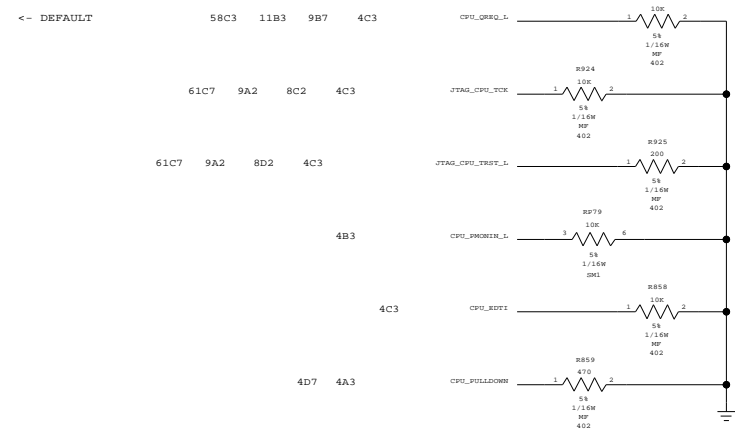 10K
<- DEFAULT 58C3 11B3 9B7 4C3 CPU_QREQ_L 1 2
5%
1/16W
MF
402
R924
10K
61C7 9A2 8C2 4C3 JTAG_CPU_TCK 1 2
5%
1/16W
MF
402
R925
200
61C7 9A2 8D2 4C3 JTAG_CPU_TRST_L 1 2
5%
1/16W
MF
402
RP79
10K
4B3 CPU_PMONIN_L 3 6
5%
1/16W
SM1
R858
10K
4C3 CPU_EDTI 1 2
5%
1/16W
MF
402
R859
470
4D7 4A3 CPU_PULLDOWN 1 2
5%
1/16W
MF
402